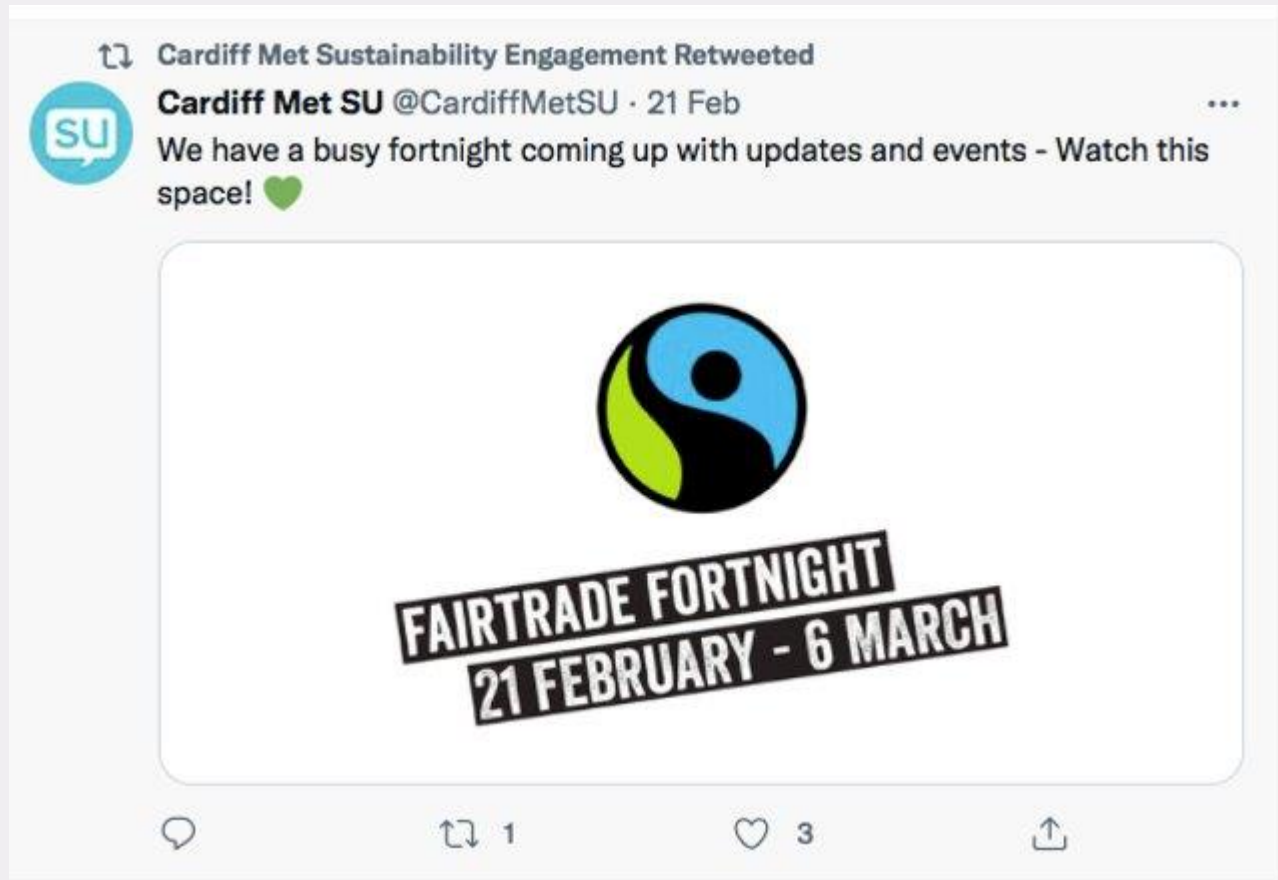 Cardiff Met Sustainability Engagement Retweeted
Cardiff Met SU @CardiffMetSU · 21 Feb
SU
We have a busy fortnight coming up with updates and events - Watch this
space! 💚
FAIRTRADE FORTNIGHT
21 FEBRUARY - 6 MARCH
1 3